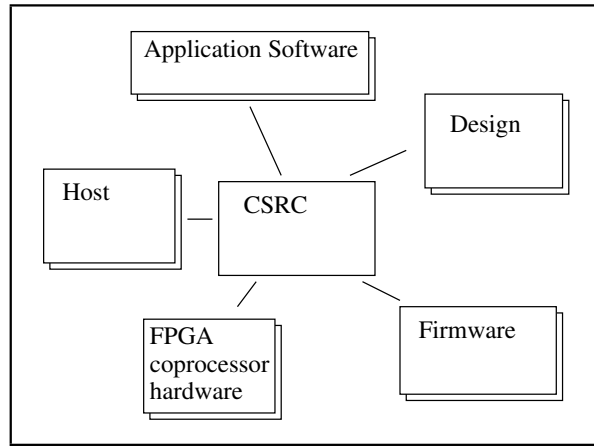 Application Software
Design
Host
CSRC
FPGA
coprocessor
hardware
Firmware